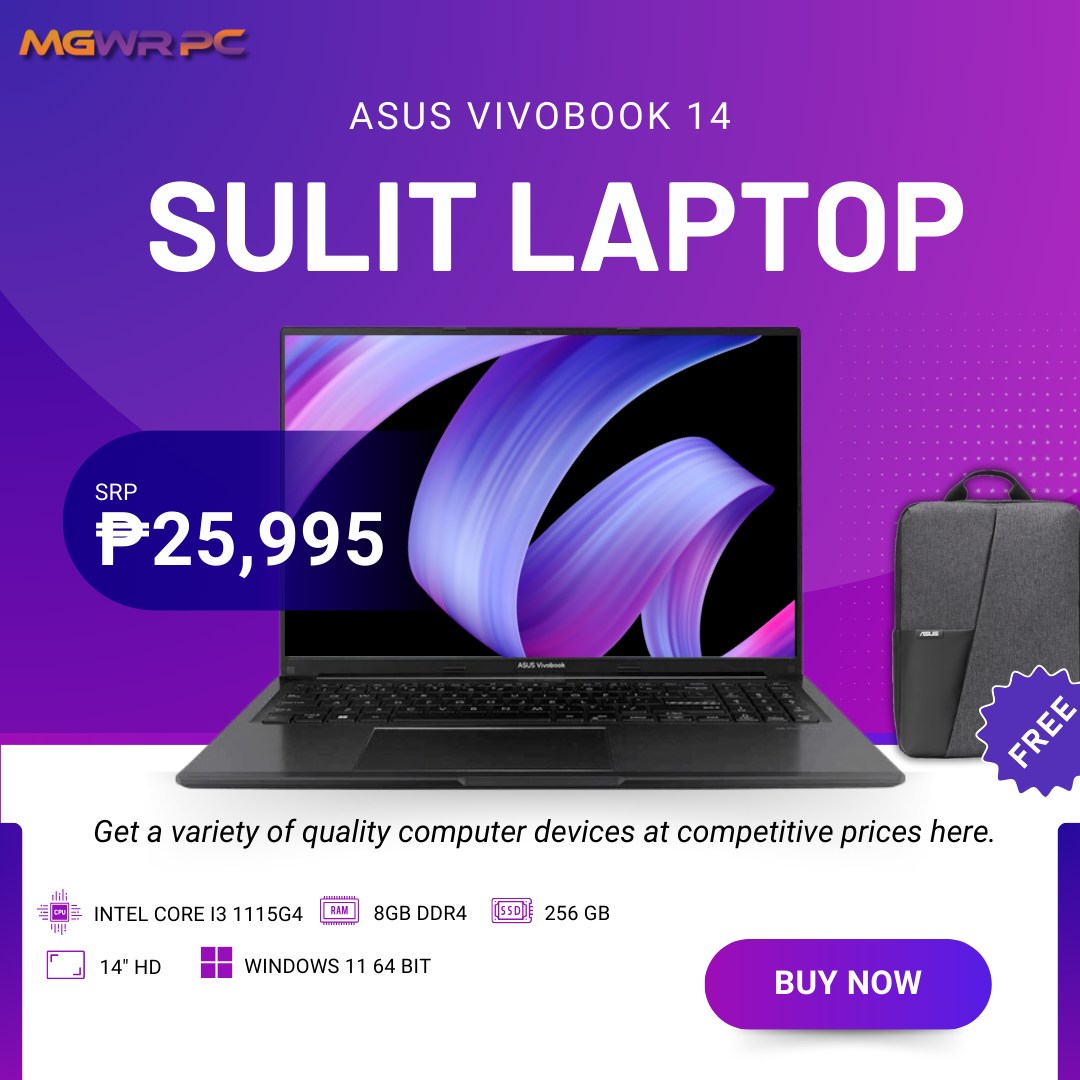 MGWR PC
ASUS VIVOBOOK 14
SULIT LAPTOP
SRP
₱25,995
ASUS Vivobook
ASUS
FREE
Get a variety of quality computer devices at competitive prices here.
CPU INTEL CORE I3 1115G4 RAM 8GB DDR4 SSD 256 GB
14" HD WINDOWS 11 64 BIT
BUY NOW